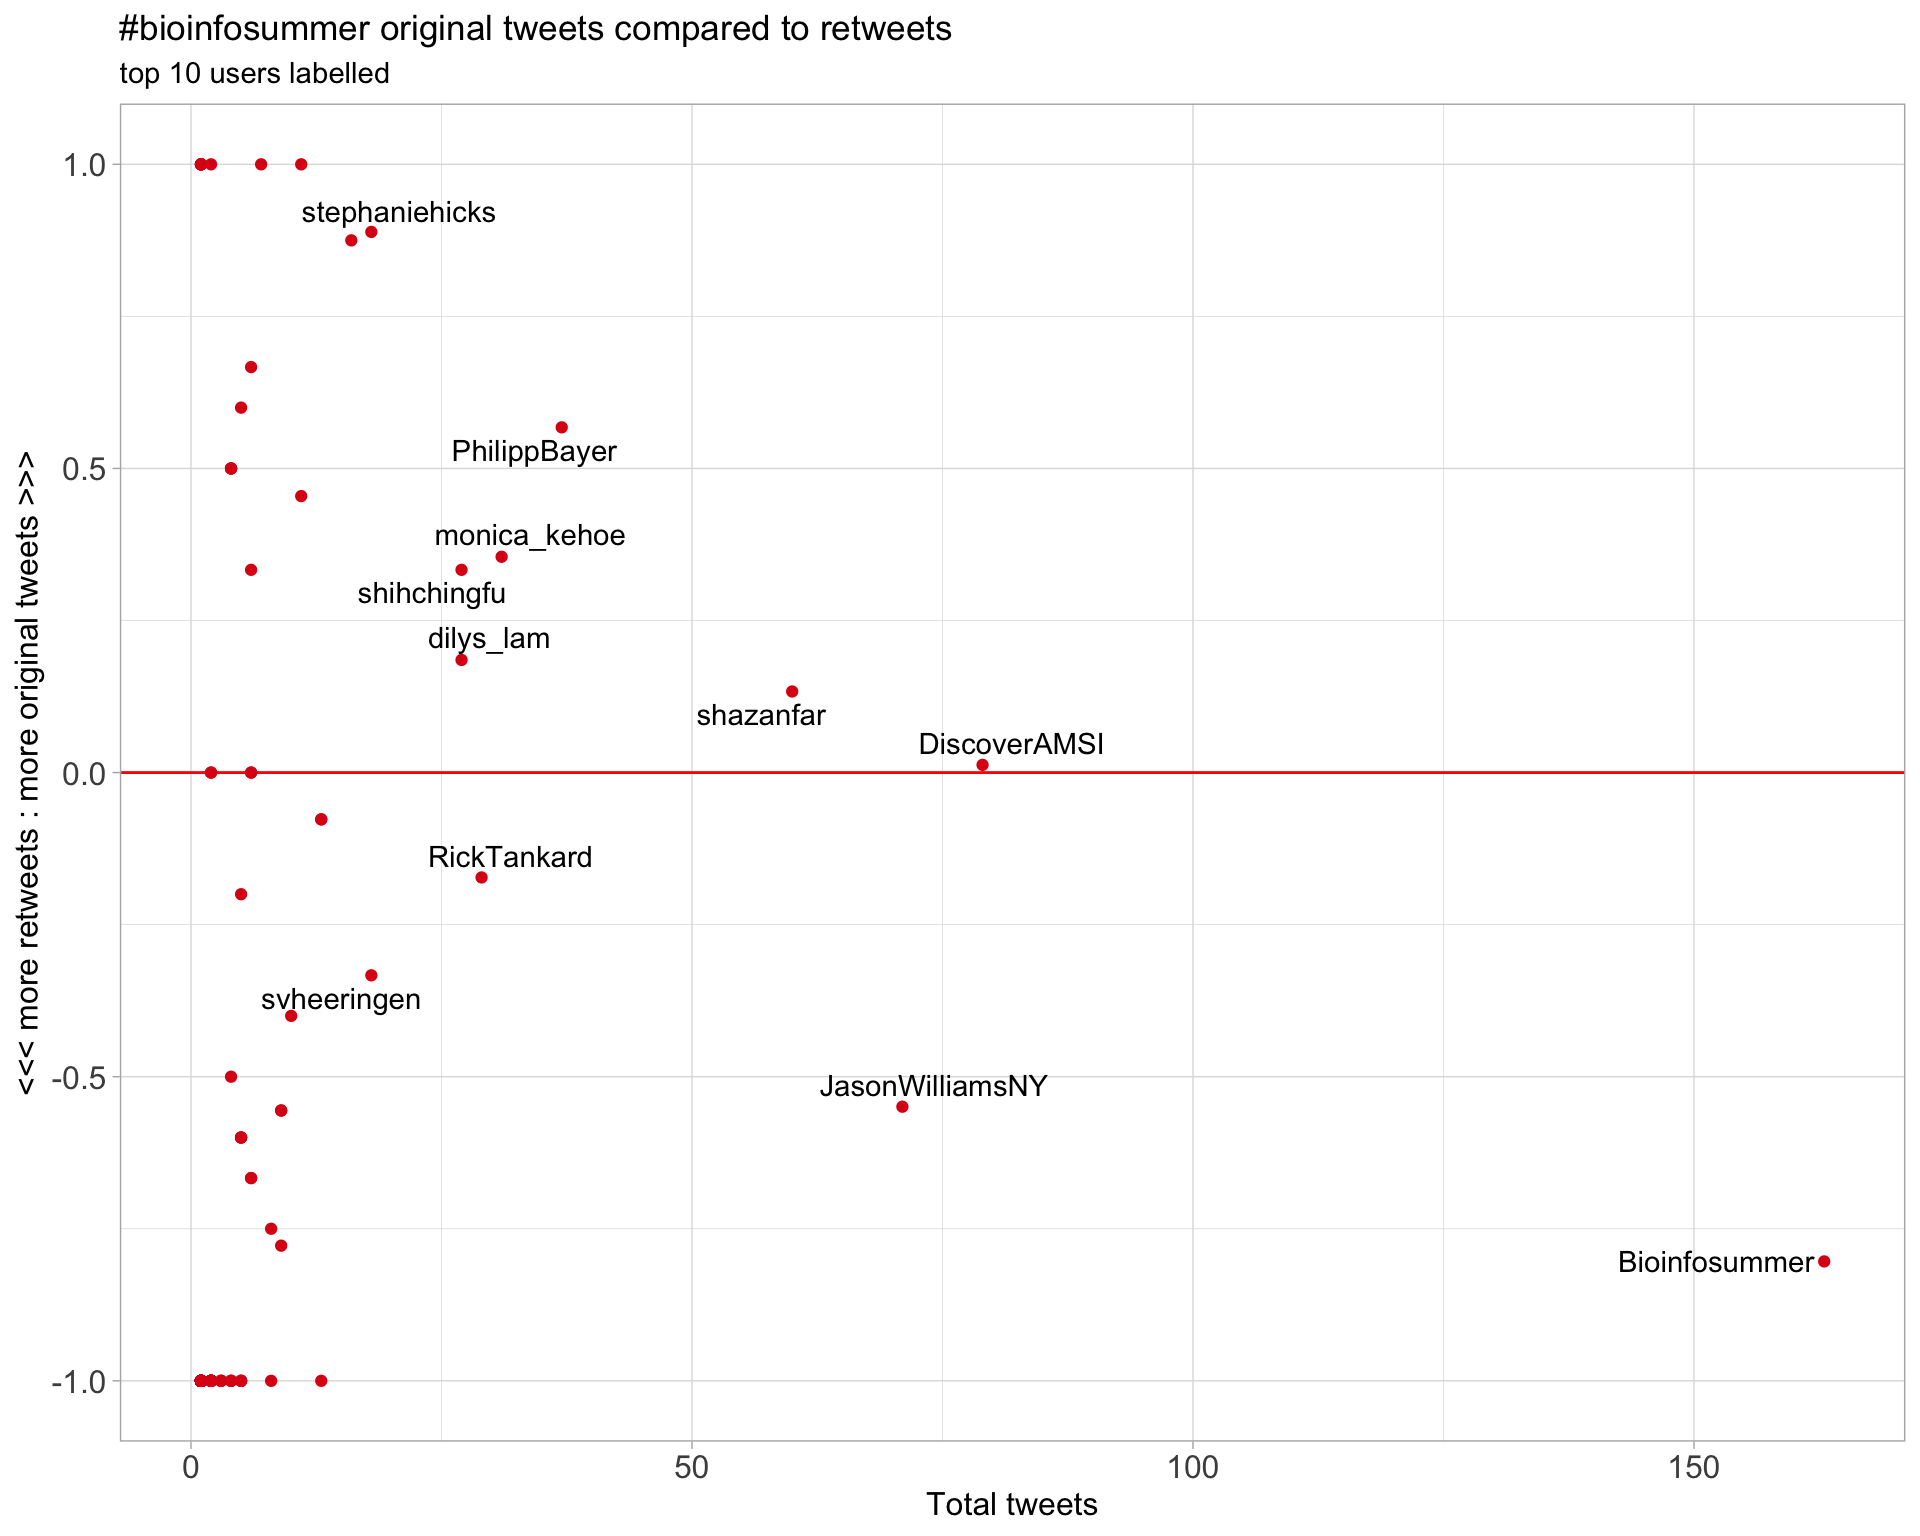 #bioinfosummer original tweets compared to retweets
top 10 users labelled
<<< more retweets : more original tweets >>>
1.0
0.5
0.0
-0.5
-1.0
stephaniehicks
PhilippBayer
monica_kehoe
shihchingfu
dilys_lam
shazanfar
DiscoverAMSI
RickTankard
svheeringen
JasonWilliamsNY
Bioinfosummer
0
50
100
150
Total tweets